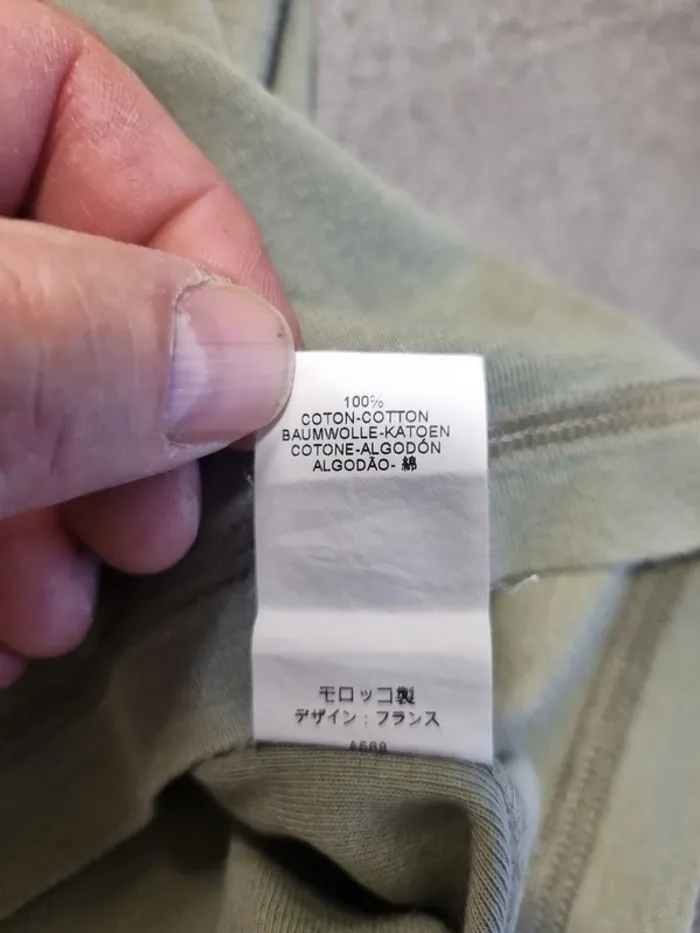 100%
COTON-COTTON
BAUMWOLLE-KATOEN
COTONE-ALGODÓN
ALGODÃO- 綿
モロッコ製
デザイン : フランス